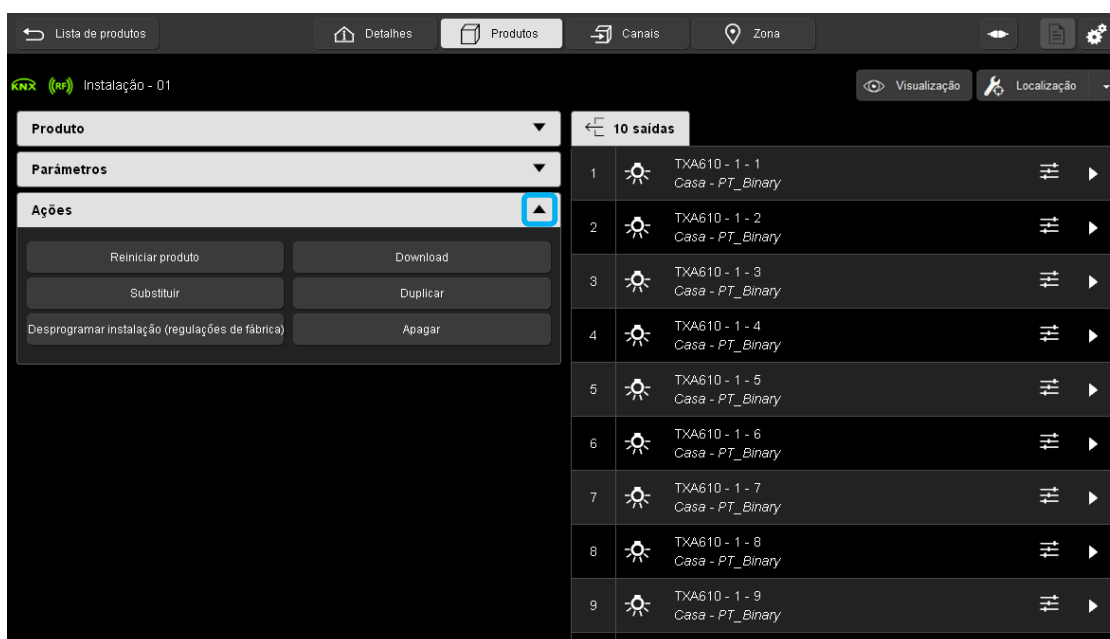 Lista de produtos
Detalhes
Produtos
Canais
Zona
KNX ((RF)) Instalação - 01
Visualização
Localização
Produto
Parâmetros
Ações
Reiniciar produto
Download
Substituir
Duplicar
Desprogramar instalação (regulações de fábrica)
Apagar
10 saídas
1
TXA610 - 1 - 1
Casa - PT_Binary
2
TXA610 - 1 - 2
Casa - PT_Binary
3
TXA610 - 1 - 3
Casa - PT_Binary
4
TXA610 - 1 - 4
Casa - PT_Binary
5
TXA610 - 1 - 5
Casa - PT_Binary
6
TXA610 - 1 - 6
Casa - PT_Binary
7
TXA610 - 1 - 7
Casa - PT_Binary
8
TXA610 - 1 - 8
Casa - PT_Binary
9
TXA610 - 1 - 9
Casa - PT_Binary